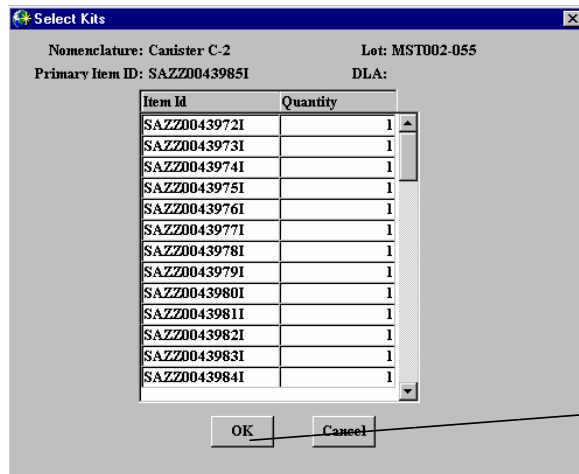 Select Kits
Nomenclature: Canister C-2 Lot: MST002-055
Primary Item ID: SAZZ0043985I DLA:
Item Id Quantity
SAZZ0043972I 1
SAZZ0043973I 1
SAZZ0043974I 1
SAZZ0043975I 1
SAZZ0043976I 1
SAZZ0043977I 1
SAZZ0043978I 1
SAZZ0043979I 1
SAZZ0043980I 1
SAZZ0043981I 1
SAZZ0043982I 1
SAZZ0043983I 1
SAZZ0043984I 1
OK Cancel